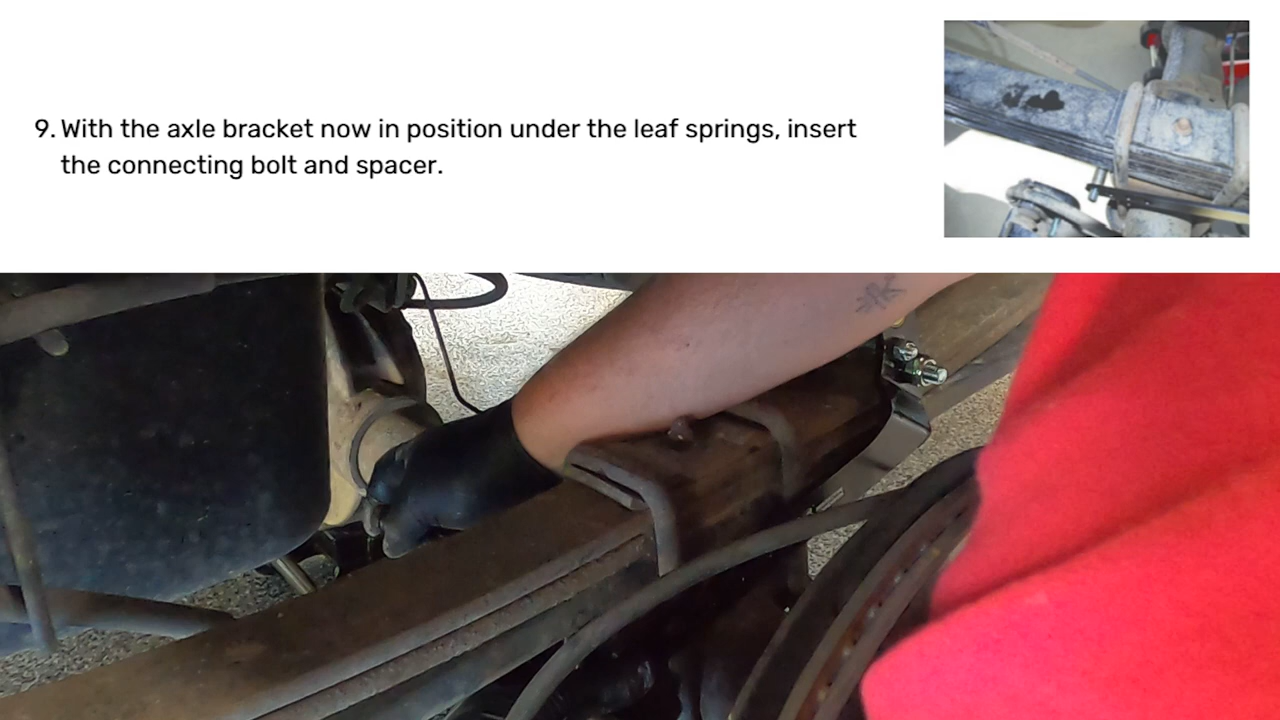 9. With the axle bracket now in position under the leaf springs, insert
the connecting bolt and spacer.